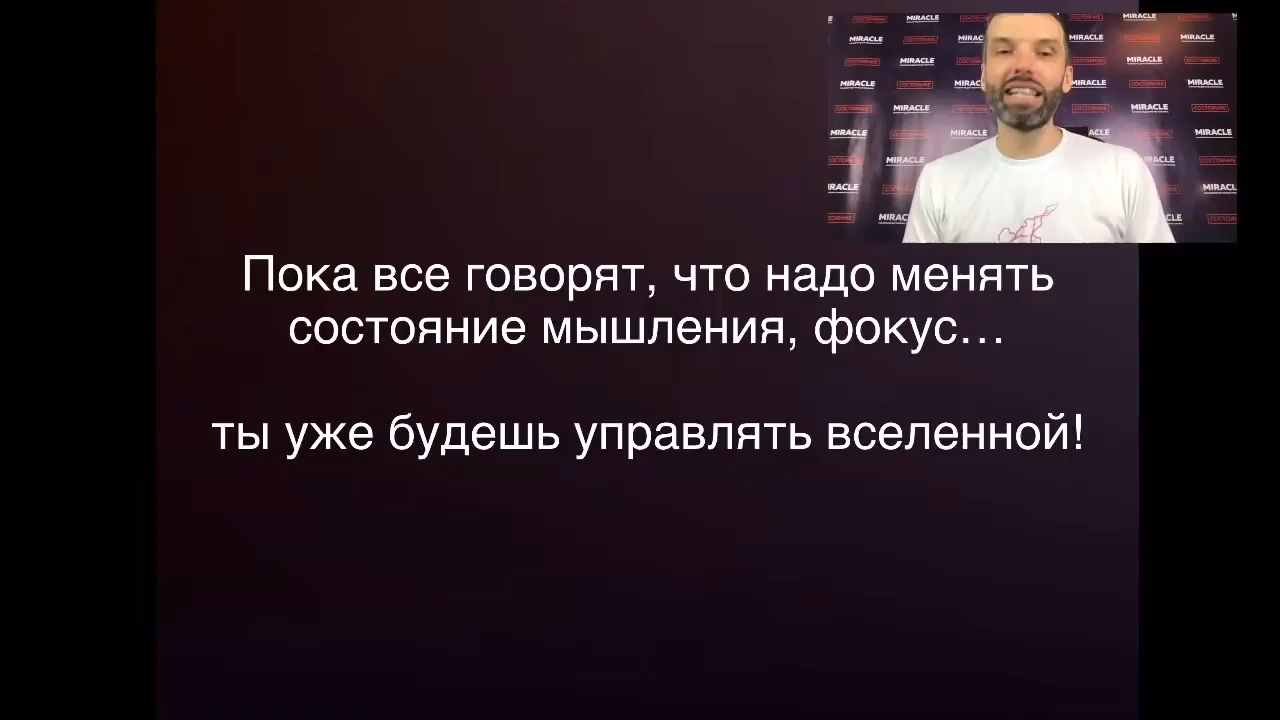 MIRACLE
СОСТОЯНИЕ
Пока все говорят, что надо менять
состояние мышления, фокус…
ты уже будешь управлять вселенной!